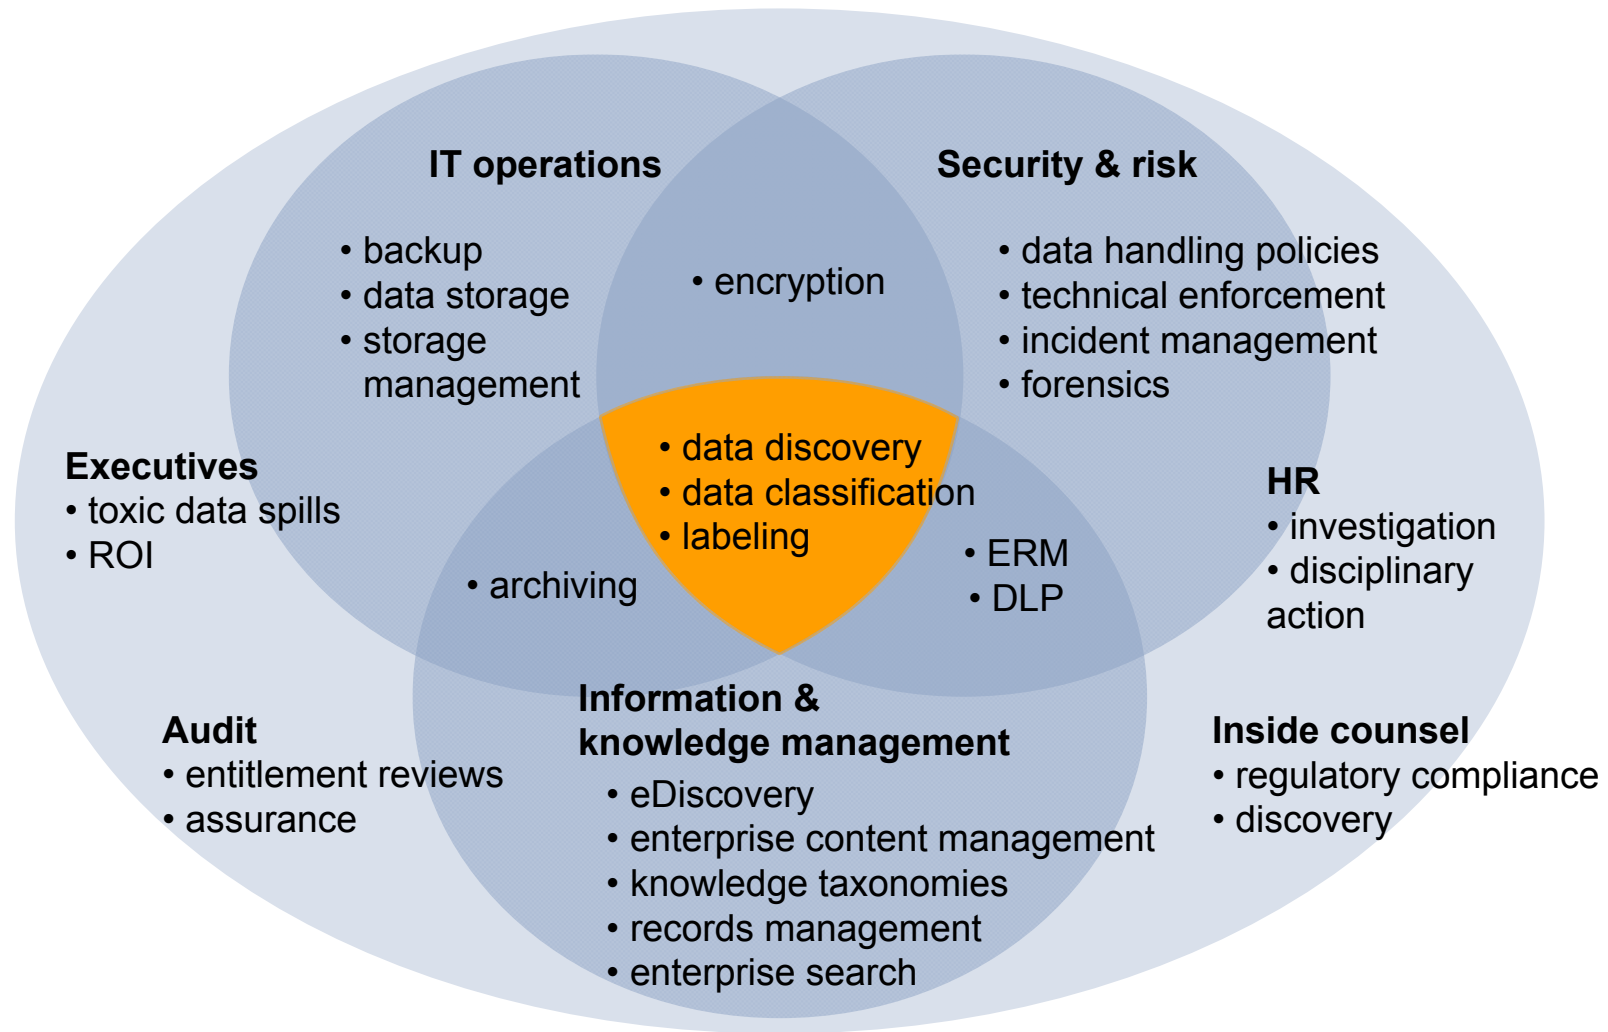 IT operations
• backup
• data storage
• storage
management
Security & risk
• data handling policies
• technical enforcement
• incident management
• forensics
• encryption
• data discovery
• data classification
• labeling
Executives
• toxic data spills
• ROI
HR
• investigation
• disciplinary
action
• archiving
• ERM
• DLP
Audit
• entitlement reviews
• assurance
Information &
knowledge management
• eDiscovery
• enterprise content management
• knowledge taxonomies
• records management
• enterprise search
Inside counsel
• regulatory compliance
• discovery